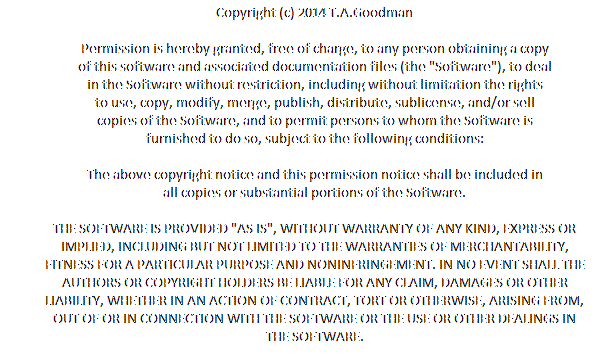 Copyright (c) 2014 T.A.Goodman
Permission is hereby granted, free of charge, to any person obtaining a copy
of this software and associated documentation files (the "Software"), to deal
in the Software without restriction, including without limitation the rights
to use, copy, modify, merge, publish, distribute, sublicense, and/or sell
copies of the Software, and to permit persons to whom the Software is
furnished to do so, subject to the following conditions:
The above copyright notice and this permission notice shall be included in
all copies or substantial portions of the Software.
THE SOFTWARE IS PROVIDED "AS IS", WITHOUT WARRANTY OF ANY KIND, EXPRESS OR
IMPLIED, INCLUDING BUT NOT LIMITED TO THE WARRANTIES OF MERCHANTABILITY,
FITNESS FOR A PARTICULAR PURPOSE AND NONINFRINGEMENT. IN NO EVENT SHALL THE
AUTHORS OR COPYRIGHT HOLDERS BE LIABLE FOR ANY CLAIM, DAMAGES OR OTHER
LIABILITY, WHETHER IN AN ACTION OF CONTRACT, TORT OR OTHERWISE, ARISING FROM,
OUT OF OR IN CONNECTION WITH THE SOFTWARE OR THE USE OR OTHER DEALINGS IN
THE SOFTWARE.